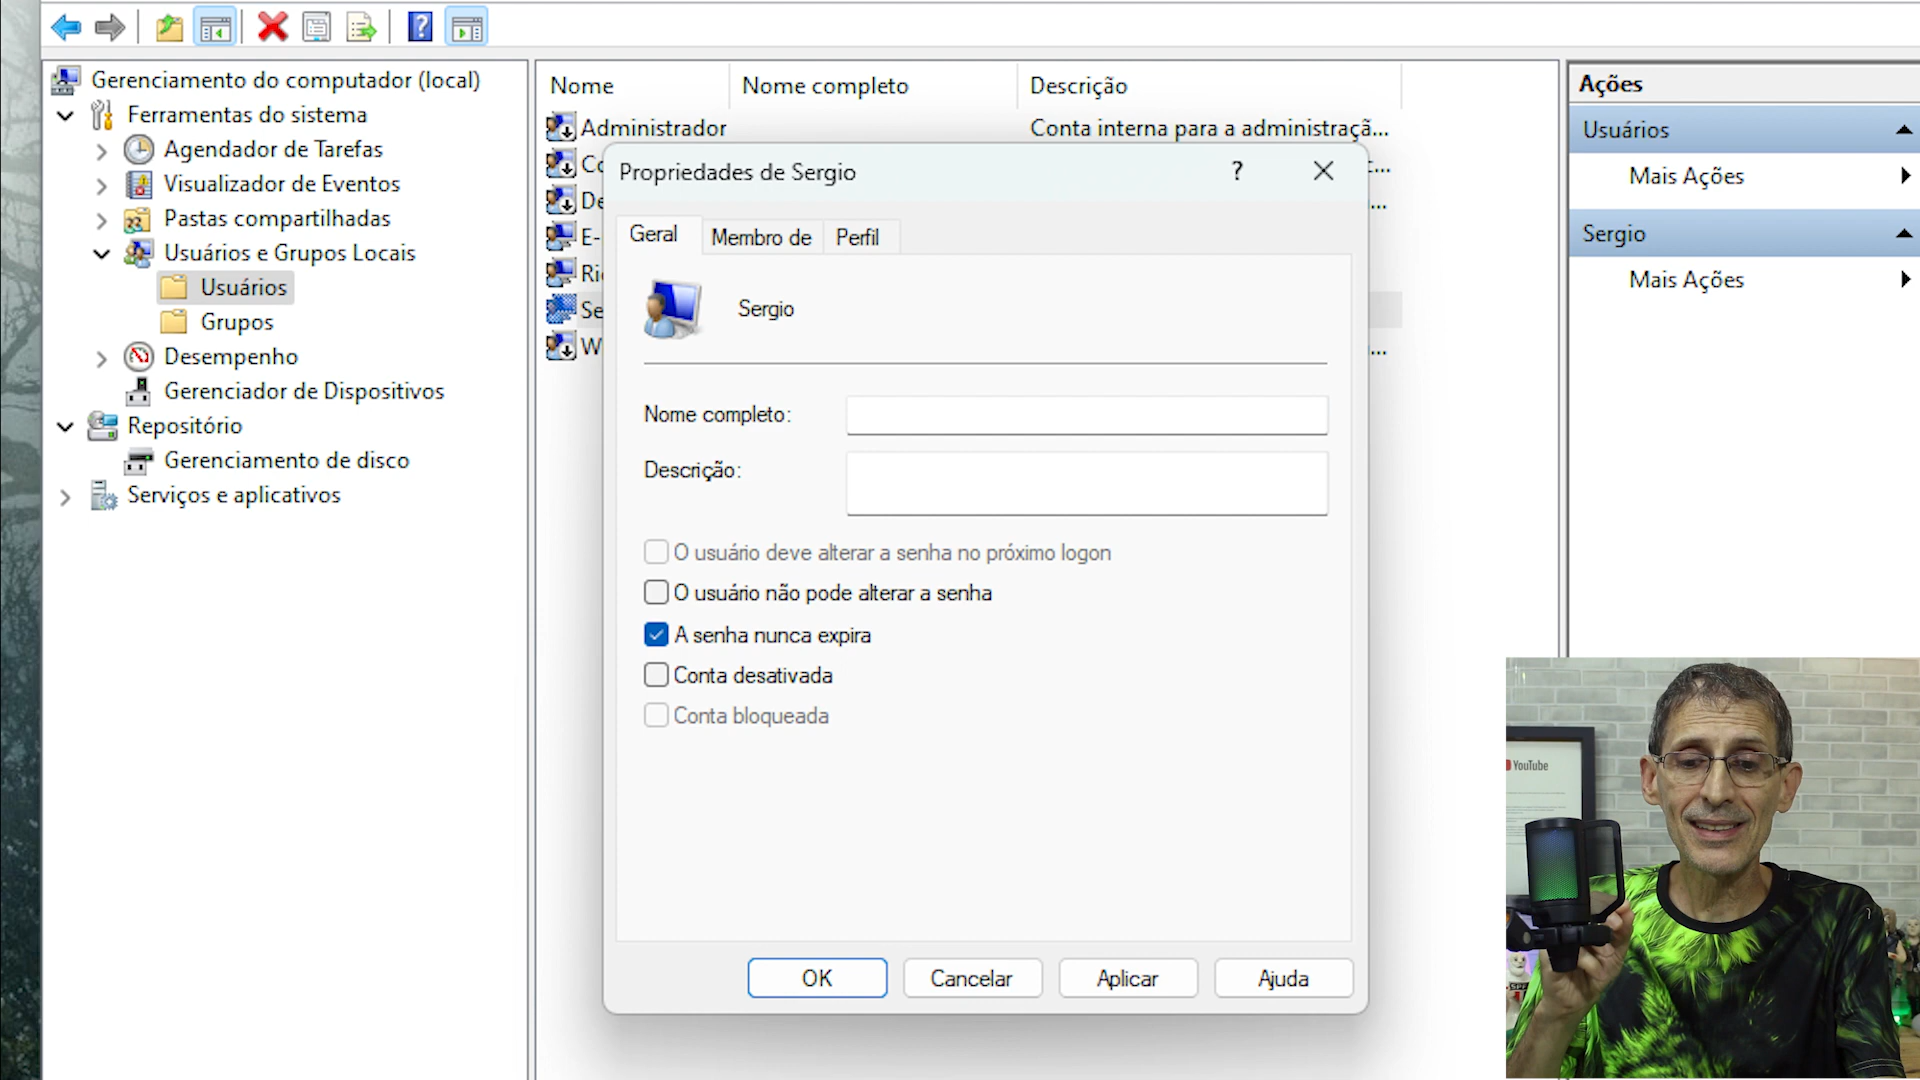 Gerenciamento do computador (local)
Ferramentas do sistema
Agendador de Tarefas
Visualizador de Eventos
Pastas compartilhadas
Usuários e Grupos Locais
Usuários
Grupos
Desempenho
Gerenciador de Dispositivos
Repositório
Gerenciamento de disco
Serviços e aplicativos
Nome Nome completo Descrição
Administrador Conta interna para a administraçã...
Co
De
E-
Ri
Se
W
Propriedades de Sergio
?
Geral Membro de Perfil
Sergio
Nome completo:
Descrição:
O usuário deve alterar a senha no próximo logon
O usuário não pode alterar a senha
A senha nunca expira
Conta desativada
Conta bloqueada
OK Cancelar Aplicar Ajuda
Ações
Usuários
Mais Ações
Sergio
Mais Ações
YouTube